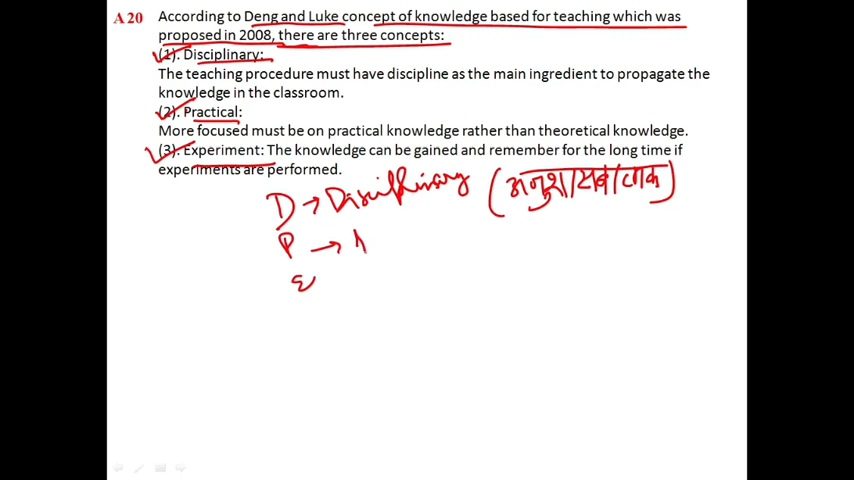 A 20 According to Deng and Luke concept of knowledge based for teaching which was
proposed in 2008, there are three concepts:
(1). Disciplinary:
The teaching procedure must have discipline as the main ingredient to propagate the
knowledge in the classroom.
(2). Practical:
More focused must be on practical knowledge rather than theoretical knowledge.
(3). Experiment: The knowledge can be gained and remember for the long time if
experiments are performed.
D → Disciplinary
P →
E